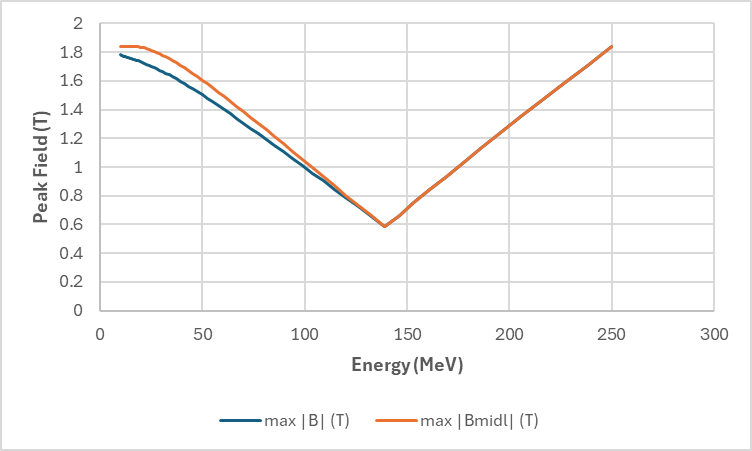 2
1.8
1.6
1.4
1.2
1
0.8
0.6
0.4
0.2
0
Peak Field (T)
0 50 100 150 200 250 300
Energy (MeV)
max |B| (T) max |Bmidl| (T)